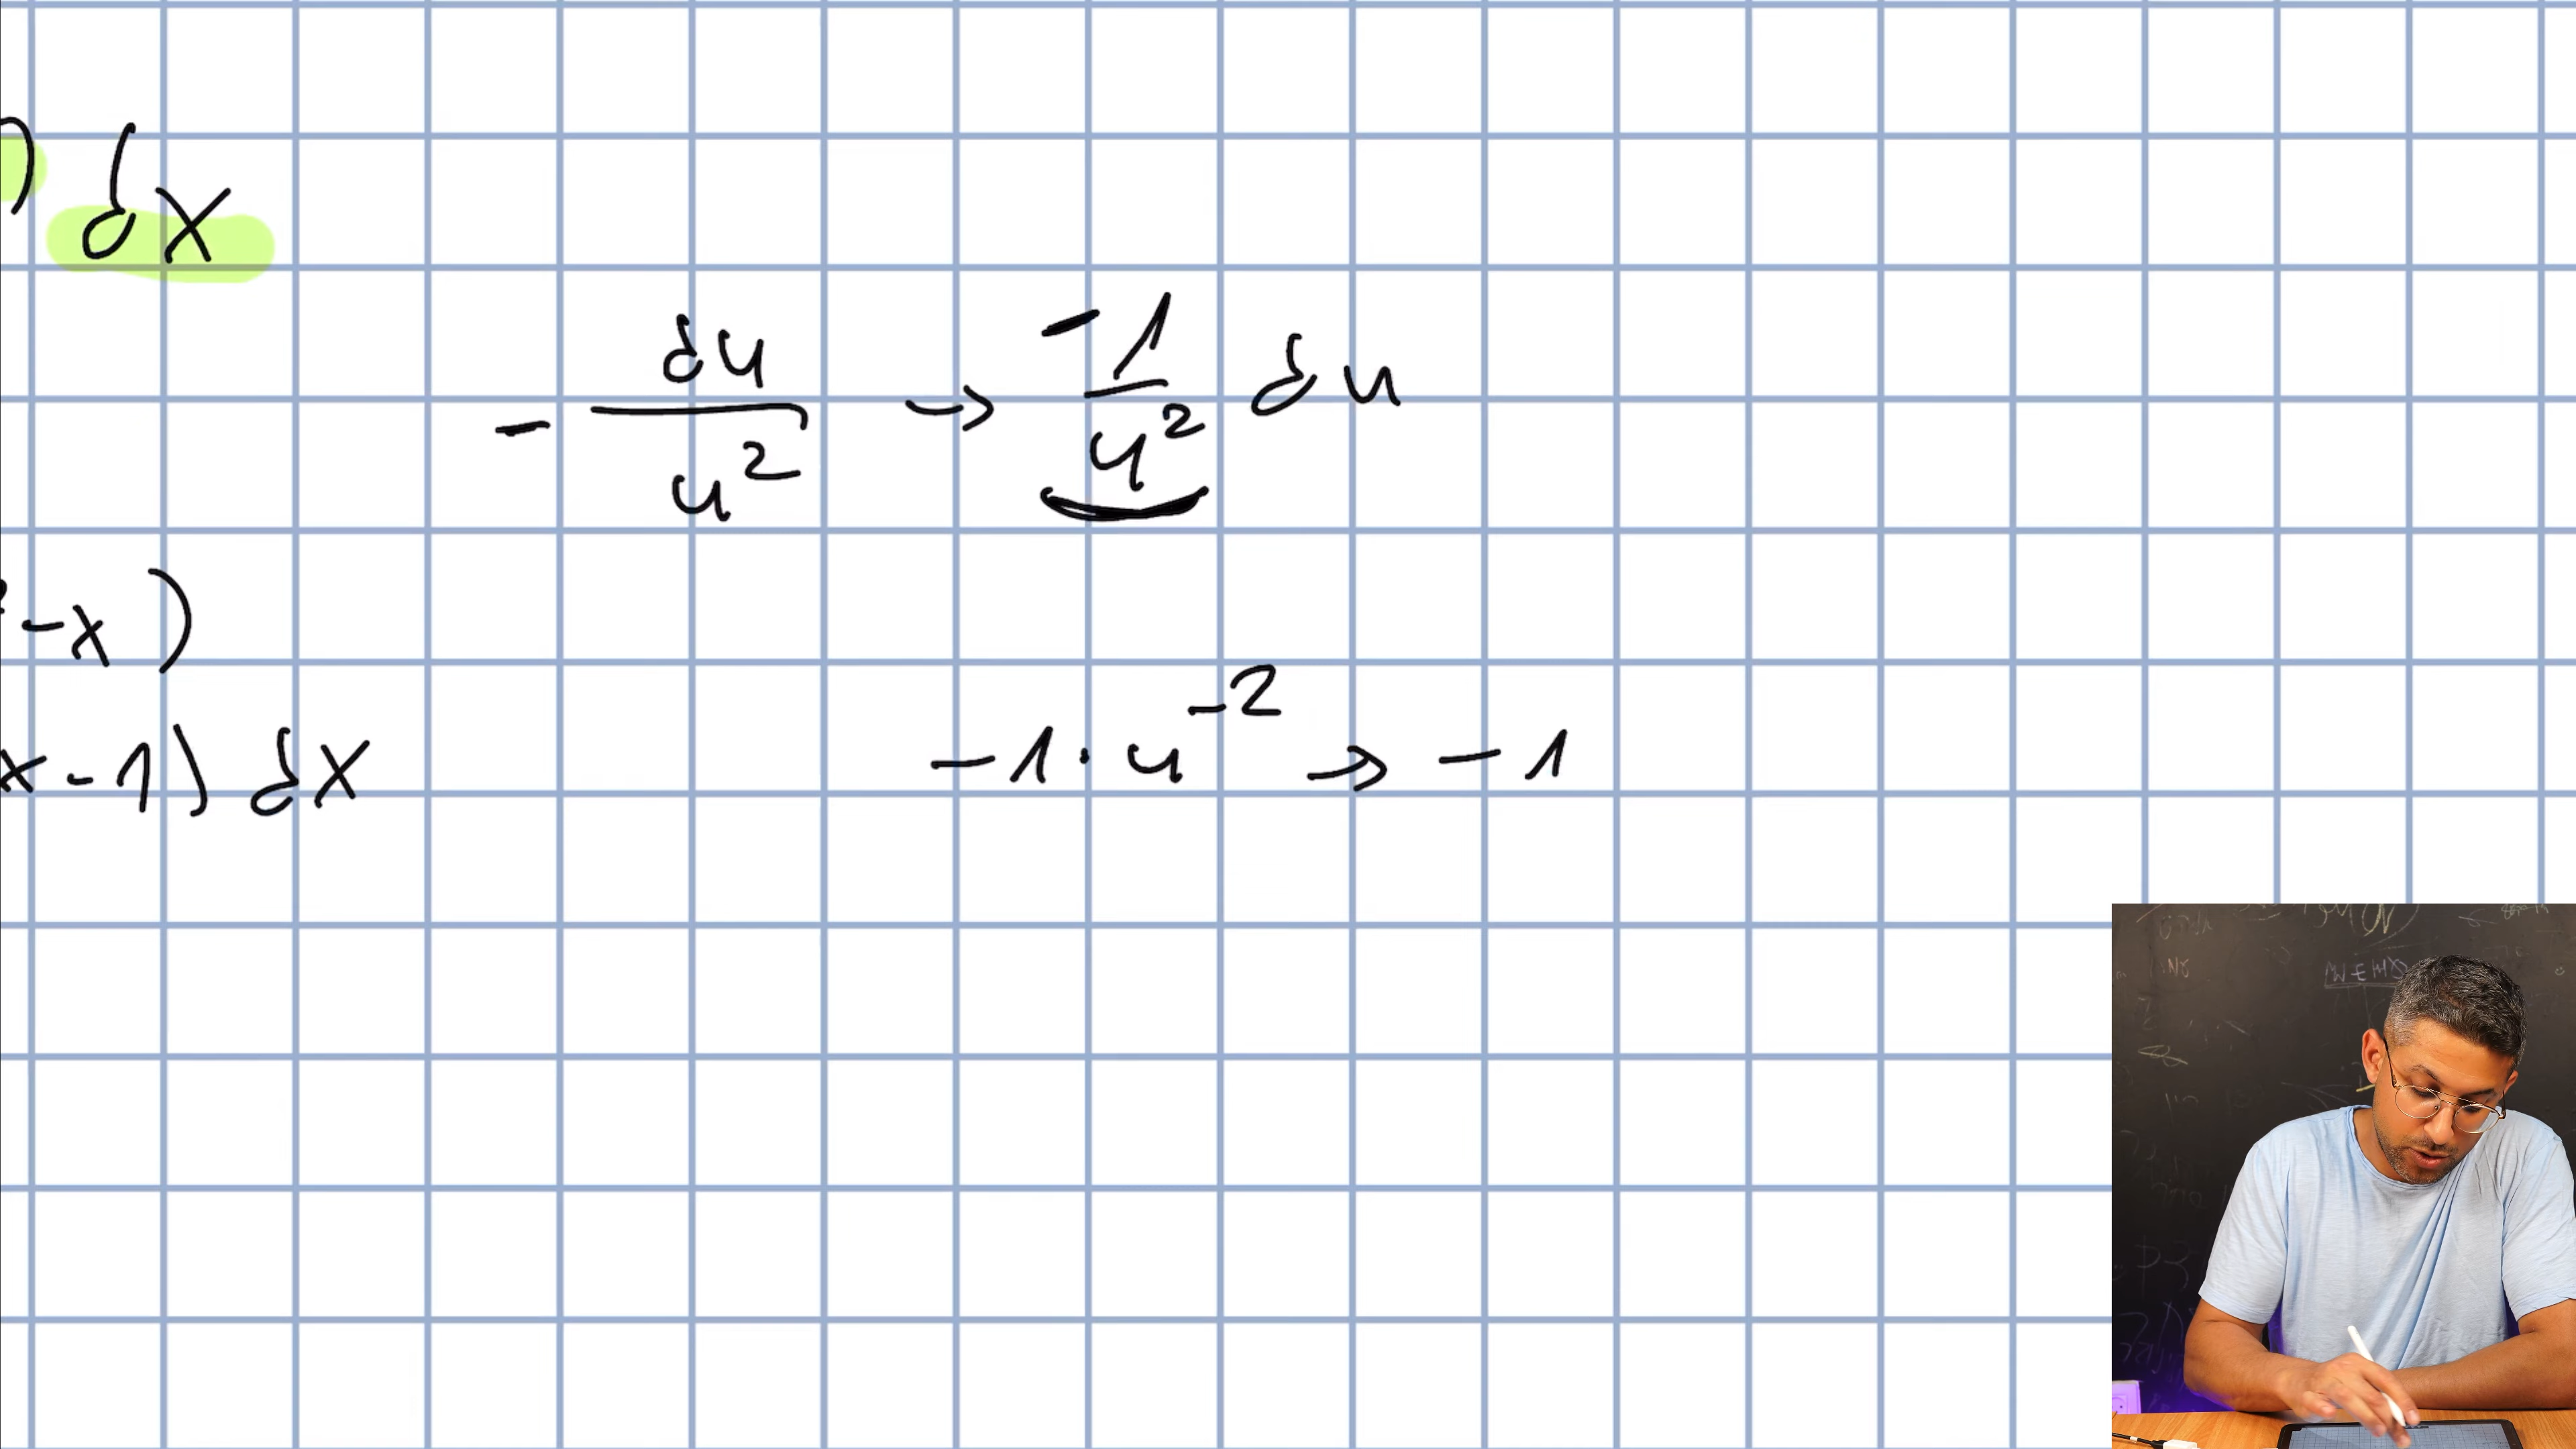 ) dx
- du/u² → -1/u² du
-x)
-1 · u⁻² → -1
x-1) dx